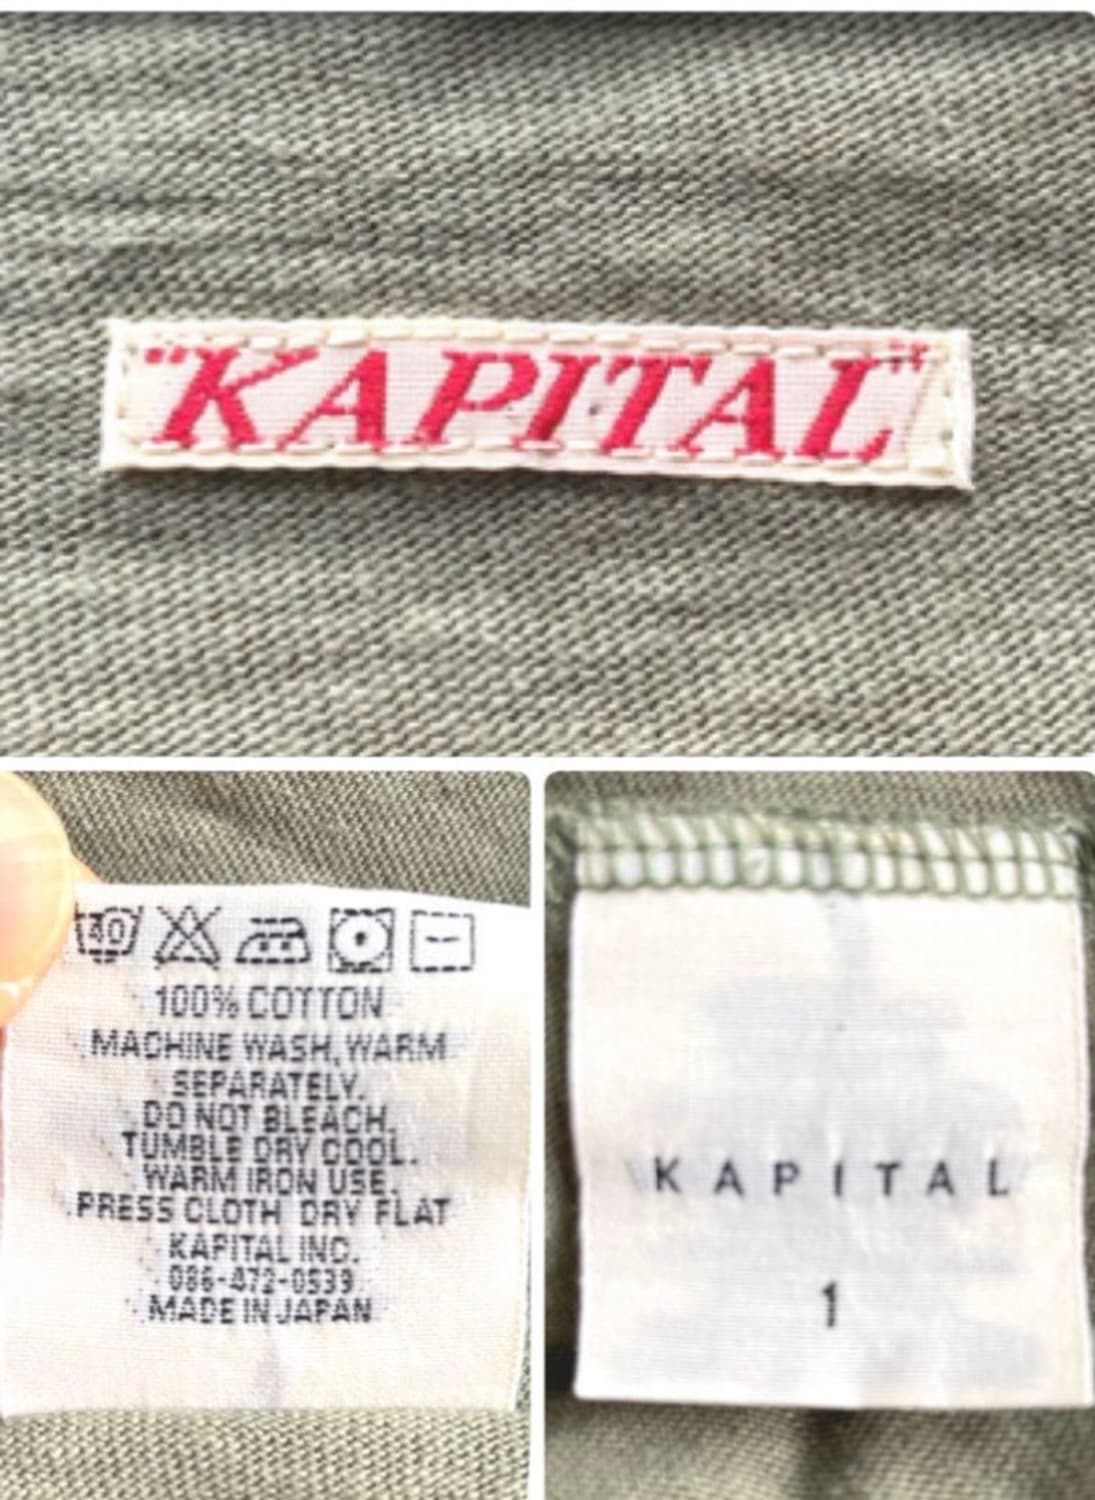 "KAPITAL"
40
100% COTTON
MACHINE WASH, WARM
SEPARATELY.
DO NOT BLEACH.
TUMBLE DRY COOL.
WARM IRON USE.
PRESS CLOTH DRY FLAT
KAPITAL INC.
086-472-0539
MADE IN JAPAN
KAPITAL
1